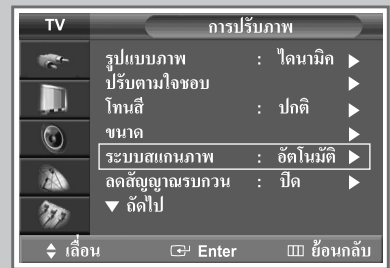 TV การปรับภาพ
รูปแบบภาพ : ไดนามิค ▶
ปรับตามใจชอบ ▶
โทนสี : ปกติ ▶
ขนาด ▶
ระบบสแกนภาพ : อัตโนมัติ ▶
ลดสัญญาณรบกวน : ปิด ▶
▼ ถัดไป
เลื่อน Enter ย้อนกลับ